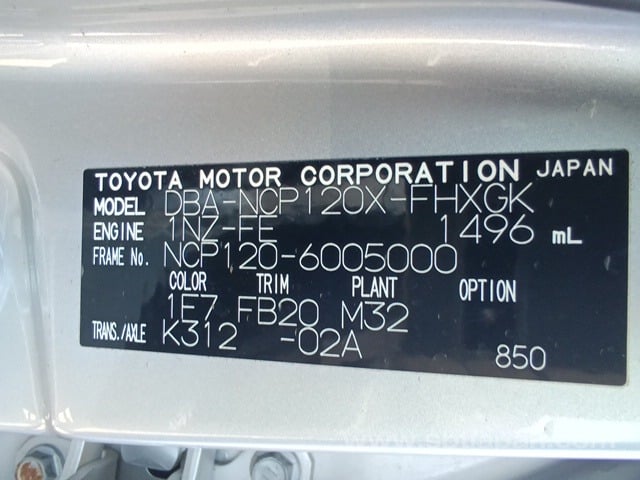 TOYOTA MOTOR CORPORATION JAPAN
MODEL DBA-NCP120X-FHXGK
ENGINE 1NZ-FE 1496 mL
FRAME No. NCP120-6005000
COLOR TRIM PLANT OPTION
1E7 FB20 M32
TRANS./AXLE K312 -02A
850